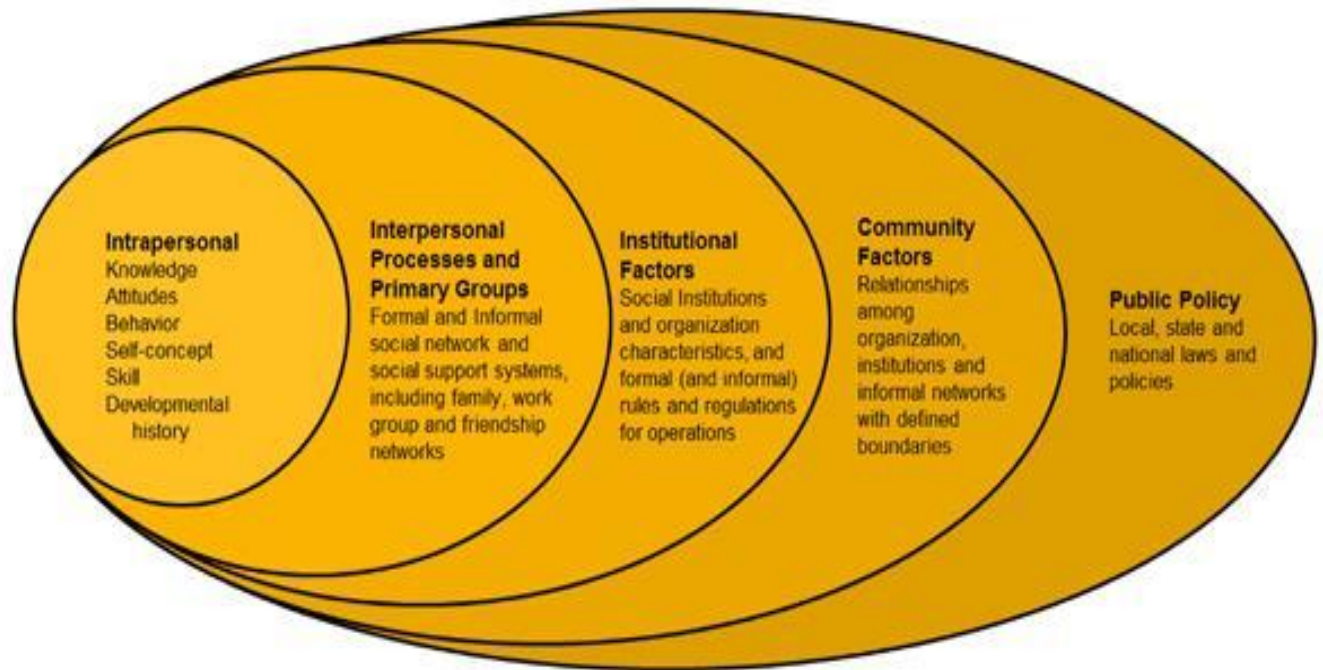 Intrapersonal
Knowledge
Attitudes
Behavior
Self-concept
Skill
Developmental
history
Interpersonal
Processes and
Primary Groups
Formal and Informal
social network and
social support systems,
including family, work
group and friendship
networks
Institutional
Factors
Social Institutions
and organization
characteristics, and
formal (and informal)
rules and regulations
for operations
Community
Factors
Relationships
among
organization,
institutions and
informal networks
with defined
boundaries
Public Policy
Local, state and
national laws and
policies